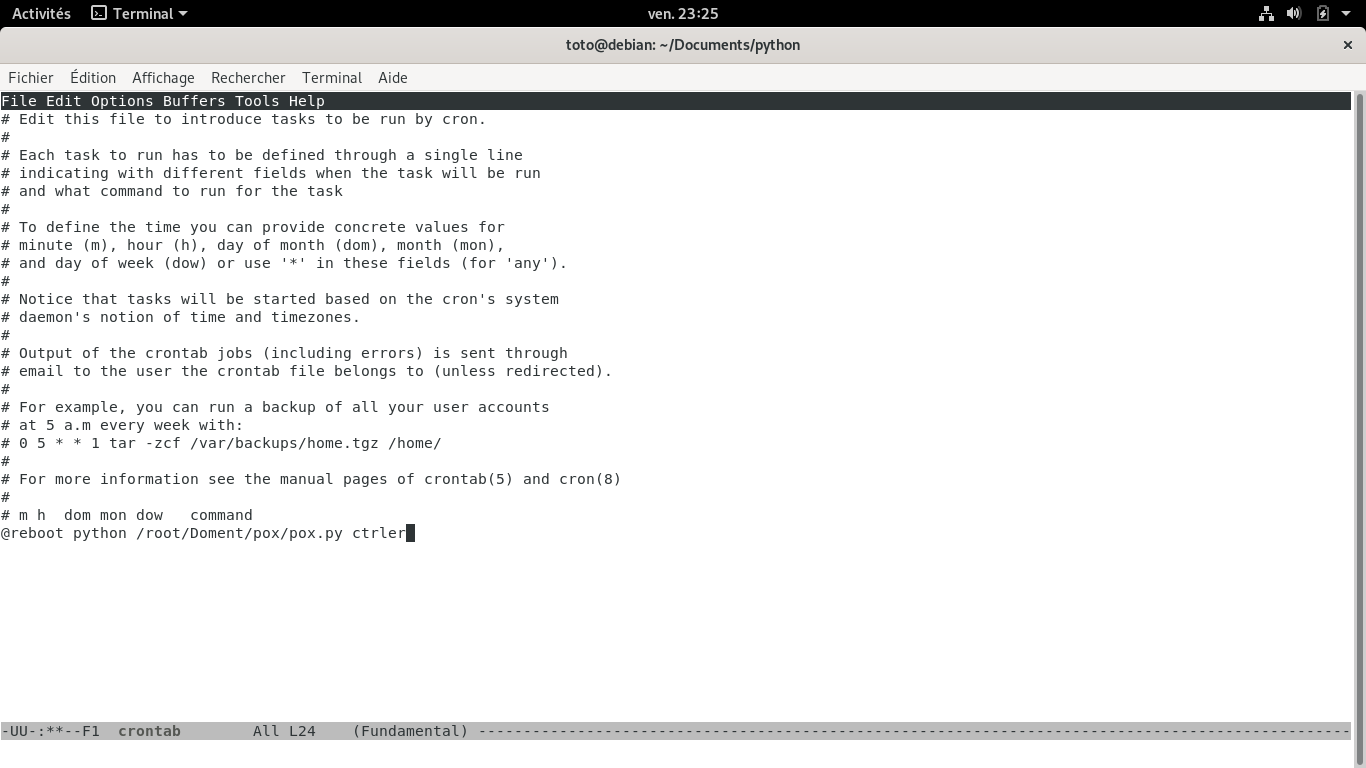 Activités Terminal ven. 23:25
toto@debian: ~/Documents/python ×
Fichier Édition Affichage Rechercher Terminal Aide
File Edit Options Buffers Tools Help
# Edit this file to introduce tasks to be run by cron.
#
# Each task to run has to be defined through a single line
# indicating with different fields when the task will be run
# and what command to run for the task
#
# To define the time you can provide concrete values for
# minute (m), hour (h), day of month (dom), month (mon),
# and day of week (dow) or use '*' in these fields (for 'any').
#
# Notice that tasks will be started based on the cron's system
# daemon's notion of time and timezones.
#
# Output of the crontab jobs (including errors) is sent through
# email to the user the crontab file belongs to (unless redirected).
#
# For example, you can run a backup of all your user accounts
# at 5 a.m every week with:
# 0 5 * * 1 tar -zcf /var/backups/home.tgz /home/
#
# For more information see the manual pages of crontab(5) and cron(8)
#
# m h  dom mon dow   command
@reboot python /root/Doment/pox/pox.py ctrler
-UU-:**--F1  crontab        All L24    (Fundamental) -------------------------------------------------------------------------------------------------